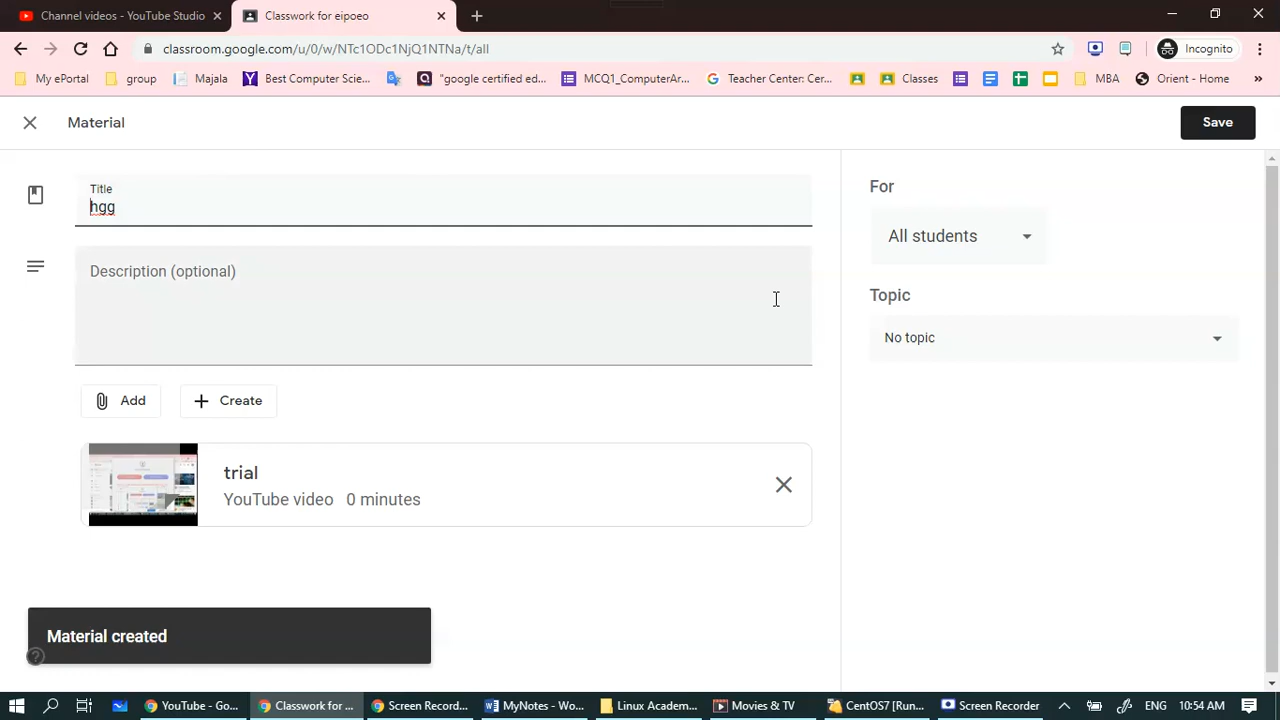 Channel videos - YouTube Studio
Classwork for eipoeo
classroom.google.com/u/0/w/NTc1ODc1NjQ1NTNa/t/all
Incognito
My ePortal
group
Majala
Best Computer Scie...
"google certified ed...
MCQ1_ComputerAr...
Teacher Center: Cer...
Classes
MBA
Orient - Home
»
Material
Save
Title
hgg
Description (optional)
Add
Create
trial
YouTube video 0 minutes
For
All students
Topic
No topic
Material created
YouTube - Go...
Classwork for ...
Screen Record...
MyNotes - Wo...
Linux Academ...
Movies & TV
CentOS7 [Run...
Screen Recorder
ENG
10:54 AM